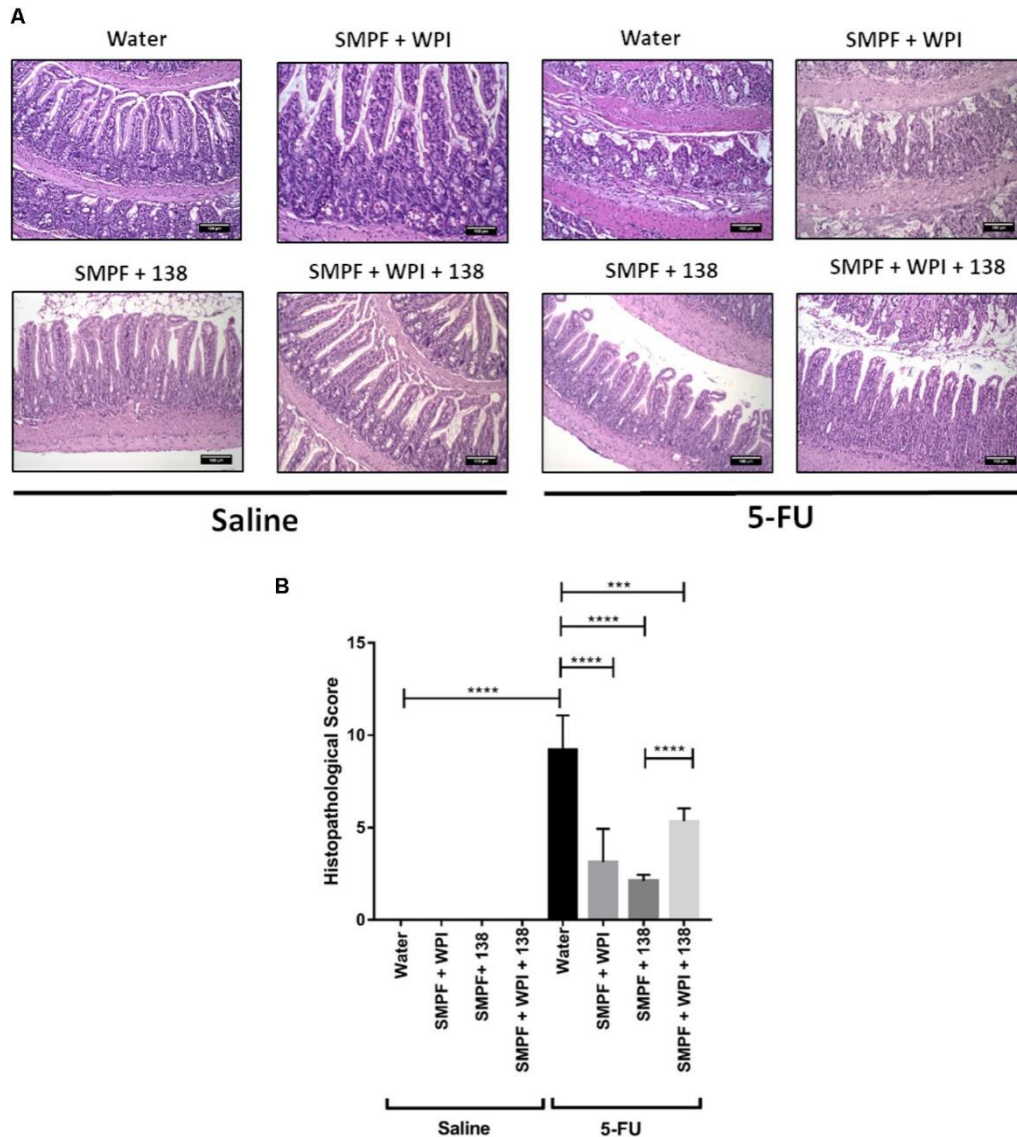 A
Water
SMPF + WPI
Water
SMPF + WPI
SMPF + 138
SMPF + WPI + 138
SMPF + 138
SMPF + WPI + 138
Saline
5-FU
B
***
****
****
****
****
Histopathological Score
15
10
5
0
Water
SMPF + WPI
SMPF+ 138
SMPF + WPI + 138
Water
SMPF + WPI
SMPF + 138
SMPF + WPI + 138
Saline
5-FU